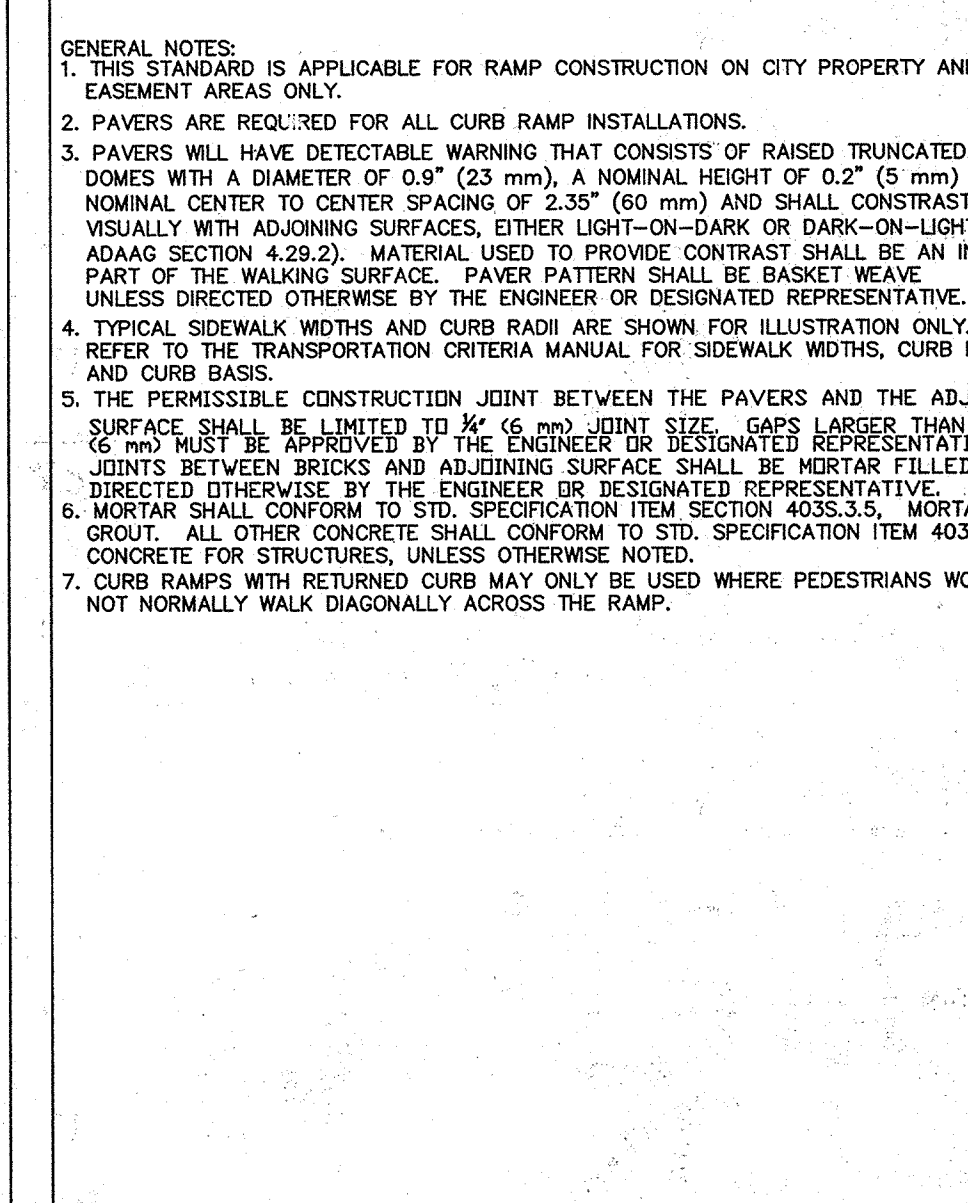 GENERAL NOTES:
1. THIS STANDARD IS APPLICABLE FOR RAMP CONSTRUCTION ON CITY PROPERTY AN
EASEMENT AREAS ONLY.
2. PAVERS ARE REQUIRED FOR ALL CURB RAMP INSTALLATIONS.
3. PAVERS WILL HAVE DETECTABLE WARNING THAT CONSISTS OF RAISED TRUNCATED
DOMES WITH A DIAMETER OF 0.9" (23 mm), A NOMINAL HEIGHT OF 0.2" (5 mm)
NOMINAL CENTER TO CENTER SPACING OF 2.35" (60 mm) AND SHALL CONSTRAST
VISUALLY WITH ADJOINING SURFACES, EITHER LIGHT-ON-DARK OR DARK-ON-LIGHT
ADAAG SECTION 4.29.2). MATERIAL USED TO PROVIDE CONTRAST SHALL BE AN I
PART OF THE WALKING SURFACE. PAVER PATTERN SHALL BE BASKET WEAVE
UNLESS DIRECTED OTHERWISE BY THE ENGINEER OR DESIGNATED REPRESENTATIVE.
4. TYPICAL SIDEWALK WIDTHS AND CURB RADII ARE SHOWN FOR ILLUSTRATION ONLY.
REFER TO THE TRANSPORTATION CRITERIA MANUAL FOR SIDEWALK WIDTHS, CURB
AND CURB BASIS.
5. THE PERMISSIBLE CONSTRUCTION JOINT BETWEEN THE PAVERS AND THE ADJ
SURFACE SHALL BE LIMITED TO ¼" (6 mm) JOINT SIZE. GAPS LARGER THAN
(6 mm) MUST BE APPROVED BY THE ENGINEER OR DESIGNATED REPRESENTATI
JOINTS BETWEEN BRICKS AND ADJOINING SURFACE SHALL BE MORTAR FILLED
DIRECTED OTHERWISE BY THE ENGINEER OR DESIGNATED REPRESENTATIVE.
6. MORTAR SHALL CONFORM TO STD. SPECIFICATION ITEM SECTION 403S.3.5, MORTA
GROUT. ALL OTHER CONCRETE SHALL CONFORM TO STD. SPECIFICATION ITEM 403
CONCRETE FOR STRUCTURES, UNLESS OTHERWISE NOTED.
7. CURB RAMPS WITH RETURNED CURB MAY ONLY BE USED WHERE PEDESTRIANS WO
NOT NORMALLY WALK DIAGONALLY ACROSS THE RAMP.